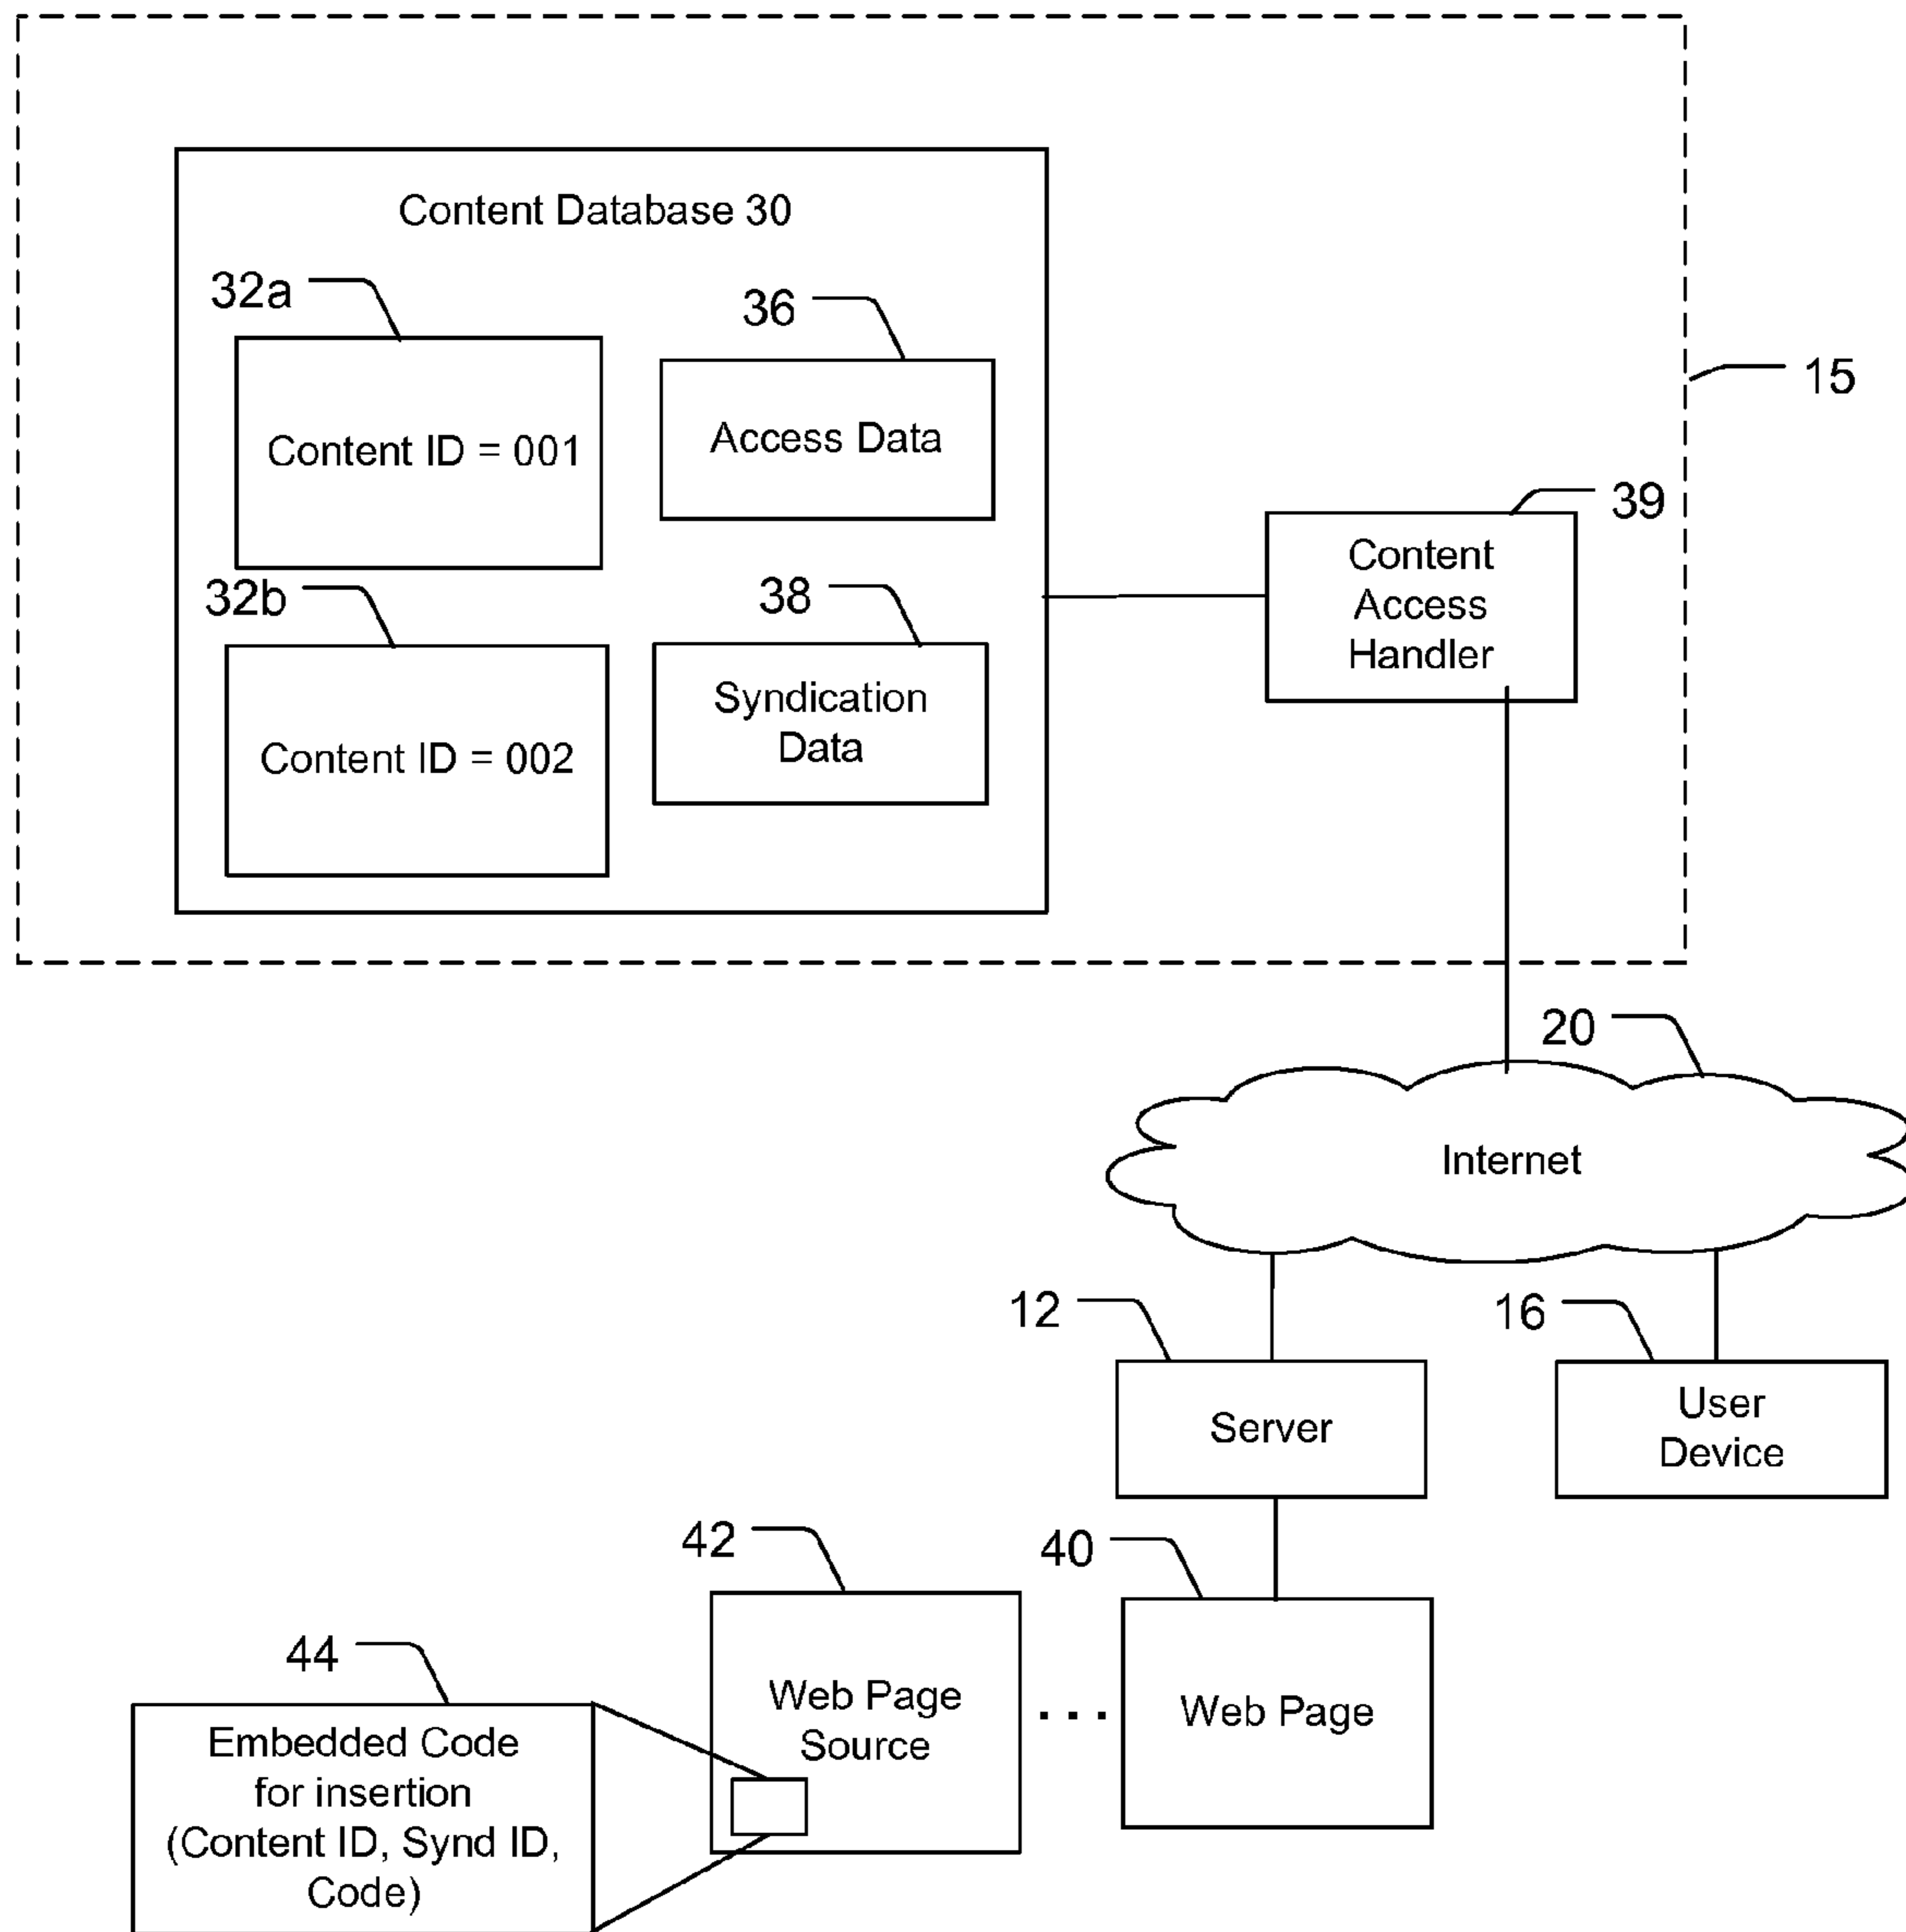 Content Database 30
32a
36
Content ID = 001
Access Data
15
39
Content
Access
Handler
32b
38
Content ID = 002
Syndication
Data
20
Internet
12
16
Server
User
Device
42
40
44
Web Page
Source
...
Web Page
Embedded Code
for insertion
(Content ID, Synd ID,
Code)